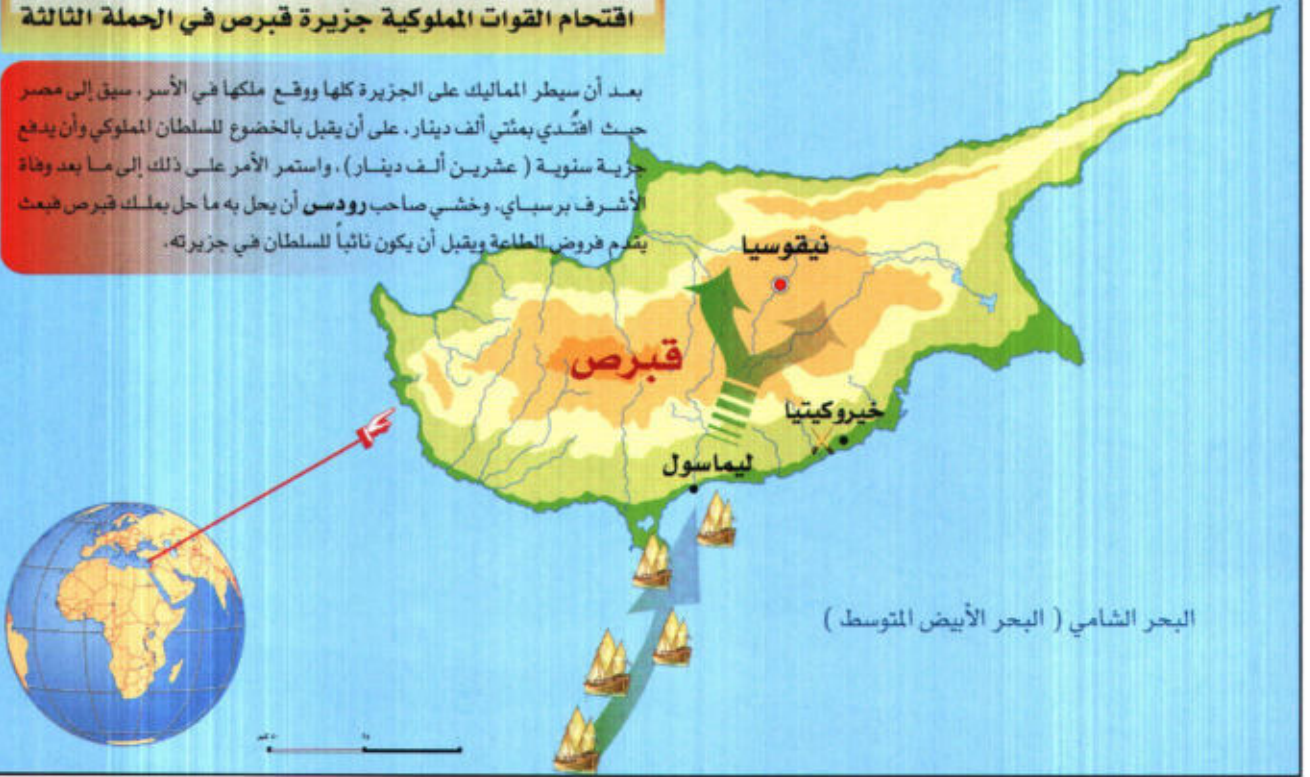 اقتحام القوات المملوكية جزيرة قبرص في الحملة الثالثة
بعد أن سيطر المماليك على الجزيرة كلها ووقع ملكها في الأسر، سيق إلى مصر
حيث افتُدي بمئتي ألف دينار، على أن يقبل بالخضوع للسلطان المملوكي وأن يدفع
جزية سنوية ( عشرين ألف دينار )، واستمر الأمر على ذلك إلى ما بعد وفاة
الأشرف برسباي، وخشي صاحب رودس أن يحل به ما حل بملك قبرص فبعث
يقدم فروض الطاعة ويقبل أن يكون نائباً للسلطان في جزيرته.
نيقوسيا
قبرص
خيروكيتيا
ليماسول
البحر الشامي ( البحر الأبيض المتوسط )